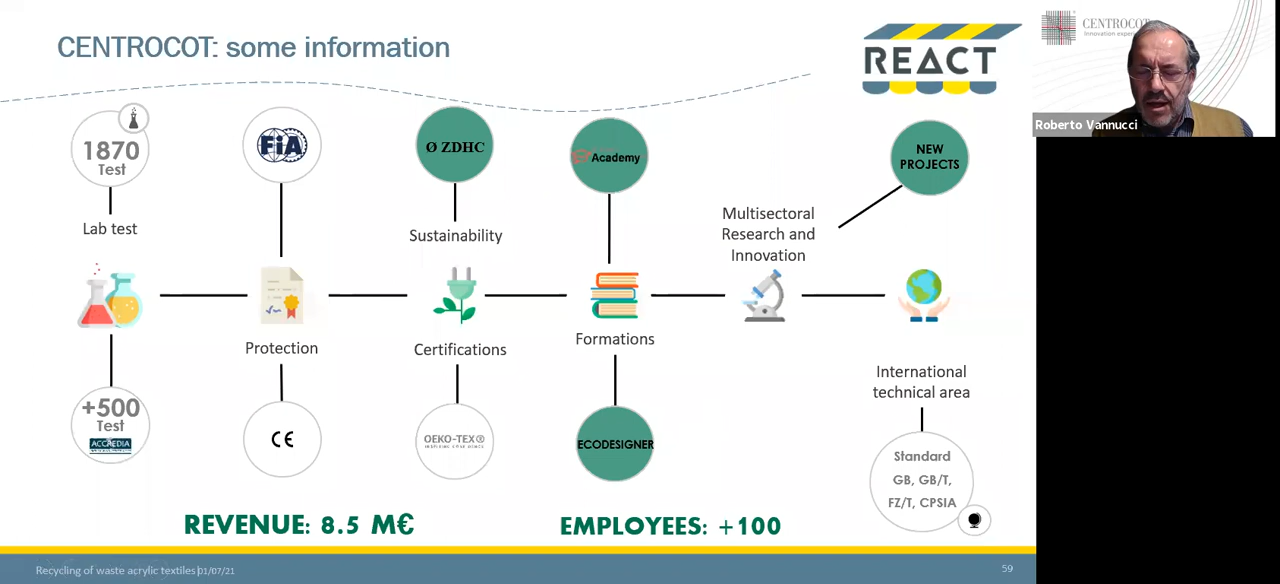 CENTROCOT: some information
REACT
CENTROCOT
Innovation experience
Roberto Vannucci
1870
Test
Lab test
FiA
Ø ZDHC
Sustainability
Academy
Multisectoral
Research and
Innovation
NEW
PROJECTS
Protection
Certifications
Formations
International
technical area
+500
Test
ACCREDIA
CE
OEKO-TEX®
ECODESIGNER
Standard
GB, GB/T,
FZ/T, CPSIA
REVENUE: 8.5 M€
EMPLOYEES: +100
Recycling of waste acrylic textiles|01/07/21
59